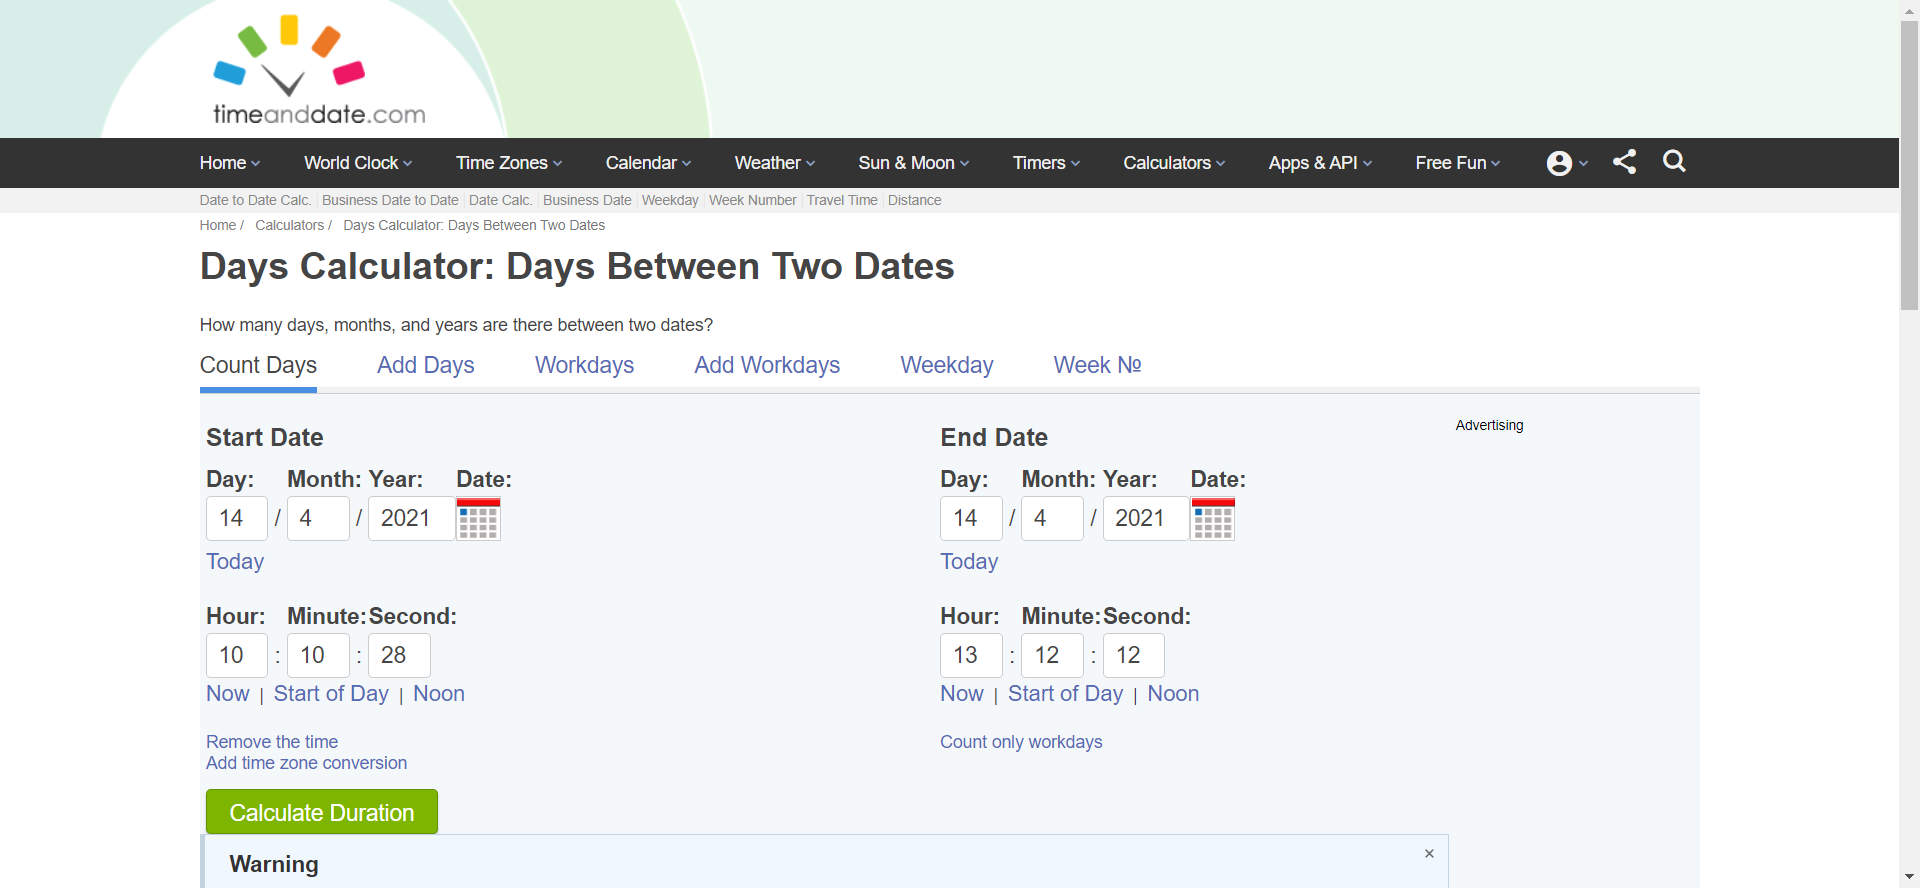 timeanddate.com
Home World Clock Time Zones Calendar Weather Sun & Moon Timers Calculators Apps & API Free Fun
Date to Date Calc. Business Date to Date Date Calc. Business Date Weekday Week Number Travel Time Distance
Home / Calculators / Days Calculator: Days Between Two Dates
Days Calculator: Days Between Two Dates
How many days, months, and years are there between two dates?
Count Days Add Days Workdays Add Workdays Weekday Week №
Advertising
Start Date
Day: Month: Year: Date:
14 / 4 / 2021
Today
Hour: Minute: Second:
10 : 10 : 28
Now | Start of Day | Noon
Remove the time
Add time zone conversion
End Date
Day: Month: Year: Date:
14 / 4 / 2021
Today
Hour: Minute: Second:
13 : 12 : 12
Now | Start of Day | Noon
Count only workdays
Calculate Duration
Warning ×